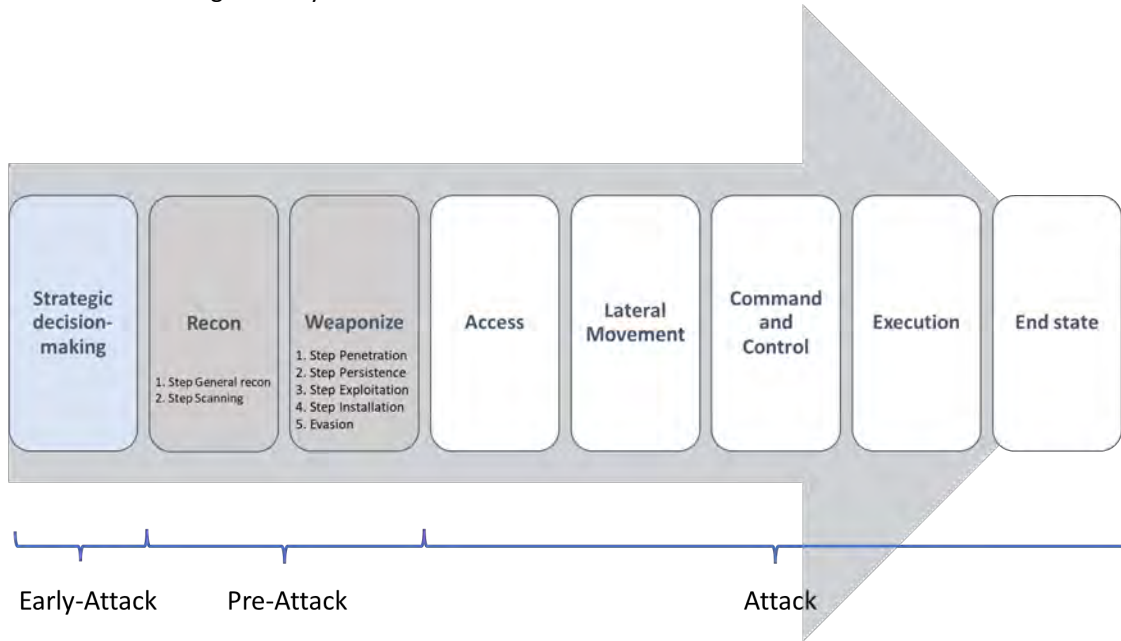 Strategic
decision-
making
Recon
1. Step General recon
2. Step Scanning
Weaponize
1. Step Penetration
2. Step Persistence
3. Step Exploitation
4. Step Installation
5. Evasion
Access
Lateral
Movement
Command
and
Control
Execution
End state
Early-Attack
Pre-Attack
Attack